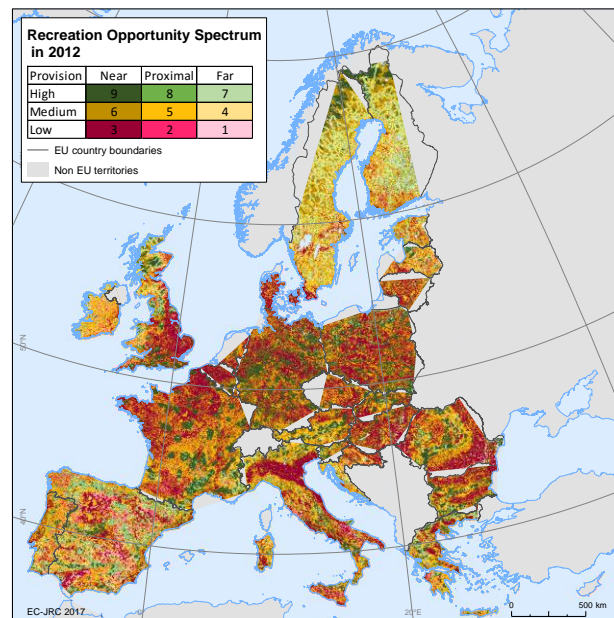 Recreation Opportunity Spectrum
in 2012
Provision Near Proximal Far
High 9 8 7
Medium 6 5 4
Low 3 2 1
EU country boundaries
Non EU territories
50°N
40°N
EC-JRC 2017
0°
20°E
0 500 km